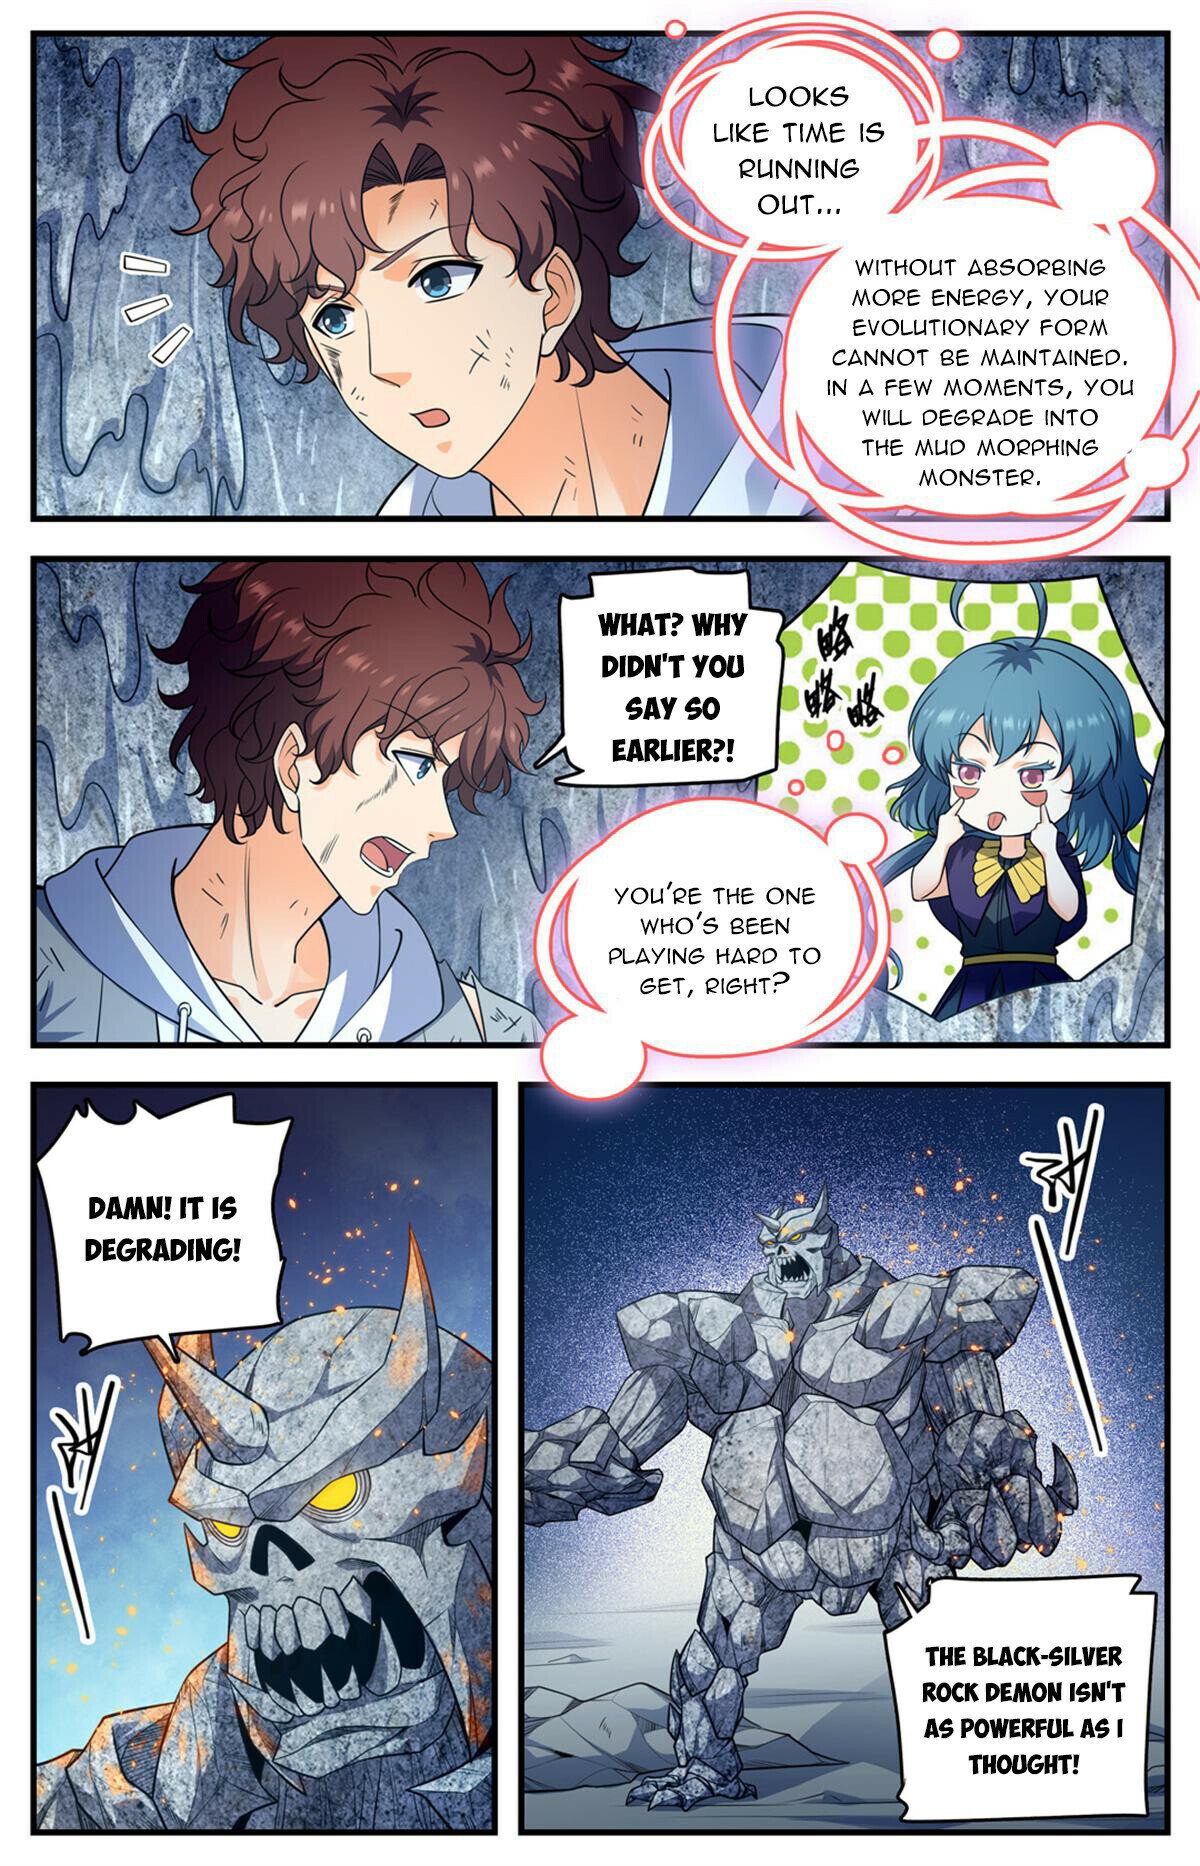 LOOKS
LIKE TIME IS
RUNNING
OUT...
WITHOUT ABSORBING
MORE ENERGY, YOUR
EVOLUTIONARY FORM
CANNOT BE MAINTAINED.
IN A FEW MOMENTS, YOU
WILL DEGRADE INTO
THE MUD MORPHING
MONSTER.
WHAT? WHY
DIDN'T YOU
SAY SO
EARLIER?!
略
略略
YOU'RE THE ONE
WHO'S BEEN
PLAYING HARD TO
GET, RIGHT?
DAMN! IT IS
DEGRADING!
THE BLACK-SILVER
ROCK DEMON ISN'T
AS POWERFUL AS I
THOUGHT!